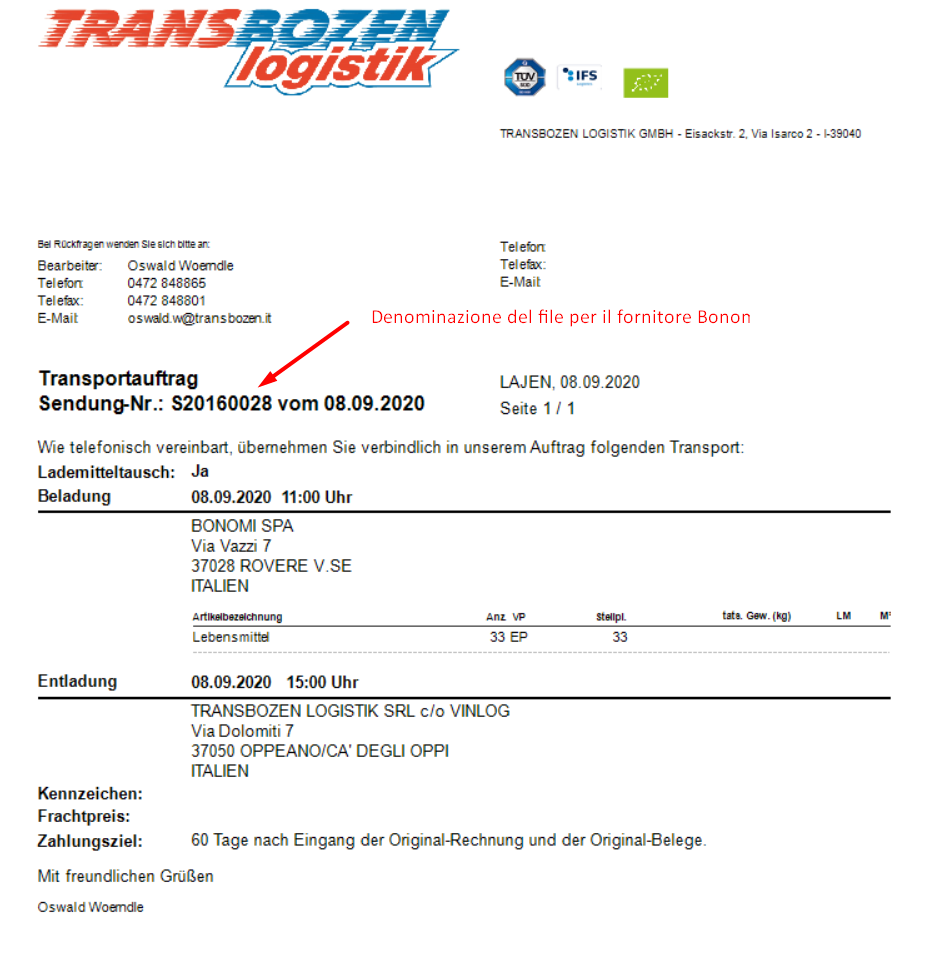 TRANSBOZEN
logistik
TÜV
SÜD
IFS
Logistics
TRANSBOZEN LOGISTIK GMBH - Eisackstr. 2, Via Isarco 2 - I-39040
Bei Rückfragen wenden Sie sich bitte an:
Bearbeiter: Oswald Woerndle
Telefon: 0472 848865
Telefax: 0472 848801
E-Mail: oswald.w@transbozen.it
Telefon:
Telefax:
E-Mail:
Denominazione del file per il fornitore Bonon
Transportauftrag
Sendung-Nr.: S20160028 vom 08.09.2020
LAJEN, 08.09.2020
Seite 1 / 1
Wie telefonisch vereinbart, übernehmen Sie verbindlich in unserem Auftrag folgenden Transport:
Lademitteltausch: Ja
Beladung 08.09.2020 11:00 Uhr
BONOMI SPA
Via Vazzi 7
37028 ROVERE V.SE
ITALIEN
Artikelbezeichnung Anz VP Stellpl. tats. Gew. (kg) LM M³
Lebensmittel 33 EP 33
Entladung 08.09.2020 15:00 Uhr
TRANSBOZEN LOGISTIK SRL c/o VINLOG
Via Dolomiti 7
37050 OPPEANO/CA' DEGLI OPPI
ITALIEN
Kennzeichen:
Frachtpreis:
Zahlungsziel: 60 Tage nach Eingang der Original-Rechnung und der Original-Belege.
Mit freundlichen Grüßen
Oswald Woerndle